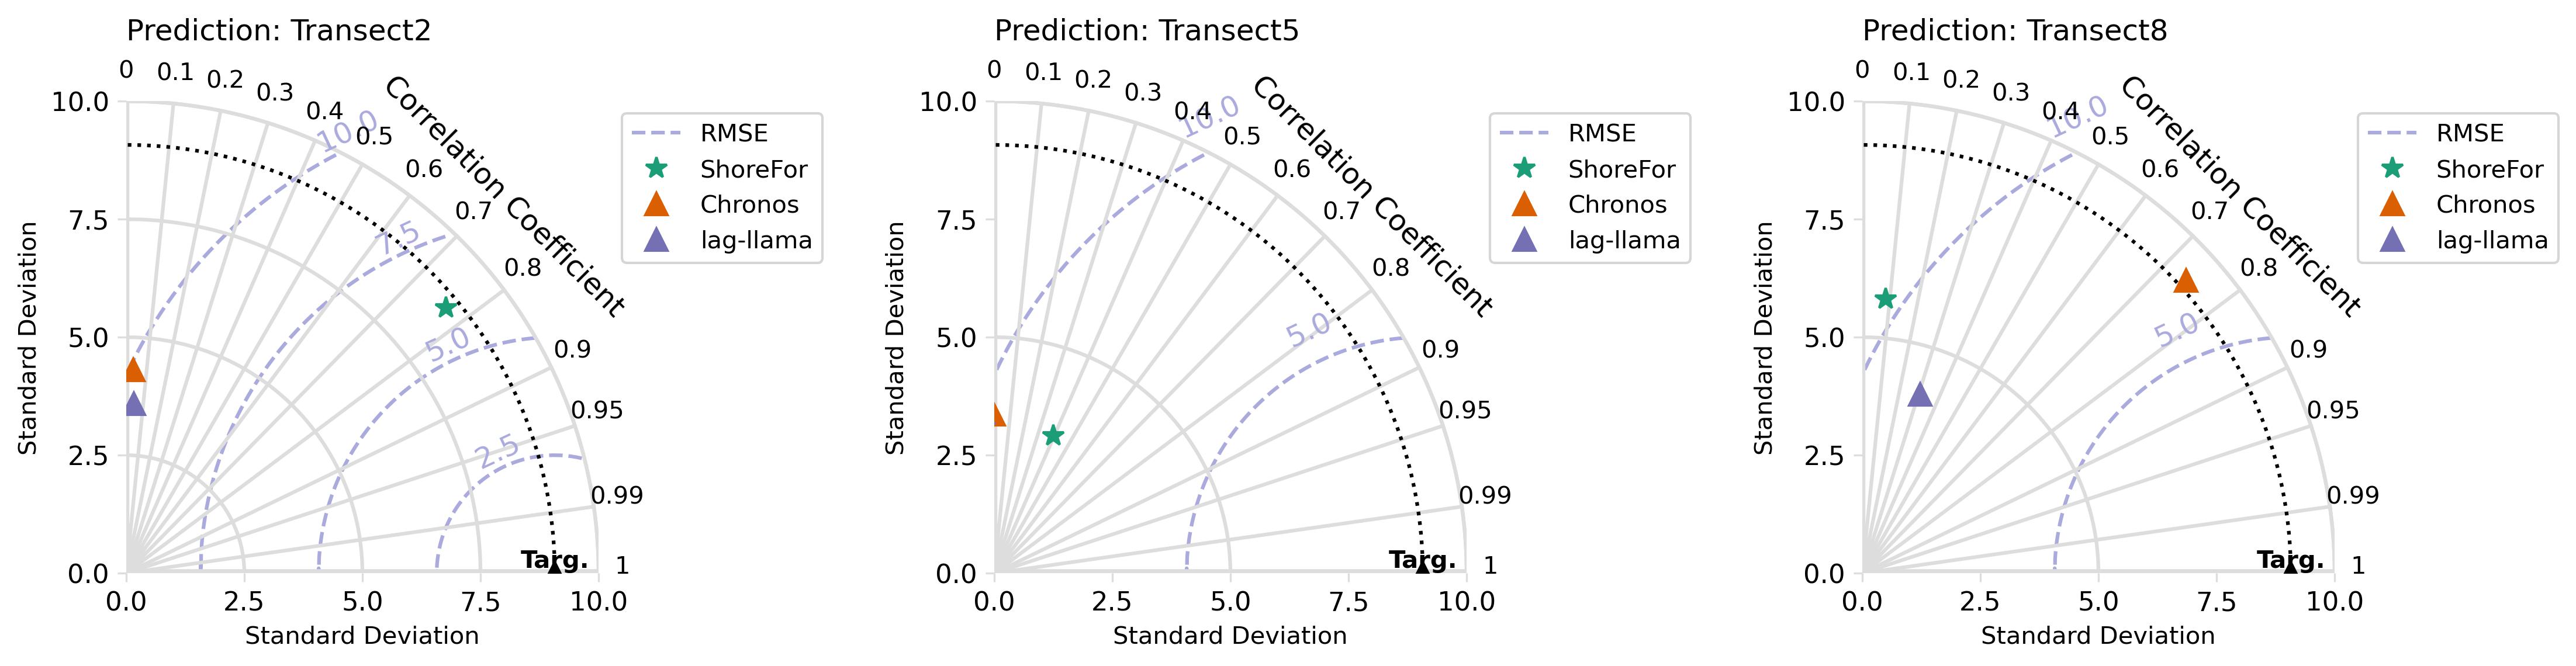 Prediction: Transect2
0 0.1 0.2 0.3 0.4 0.5 0.6 0.7 0.8 0.9 0.95 0.99 1
Correlation Coefficient
10.0
7.5
5.0
2.5
0.0
Standard Deviation
10.0
7.5
5.0
2.5
Targ.
0.0 2.5 5.0 7.5 10.0
Standard Deviation
RMSE
ShoreFor
Chronos
lag-llama
Prediction: Transect5
0 0.1 0.2 0.3 0.4 0.5 0.6 0.7 0.8 0.9 0.95 0.99 1
Correlation Coefficient
10.0
7.5
5.0
2.5
0.0
Standard Deviation
10.0
5.0
Targ.
0.0 2.5 5.0 7.5 10.0
Standard Deviation
RMSE
ShoreFor
Chronos
lag-llama
Prediction: Transect8
0 0.1 0.2 0.3 0.4 0.5 0.6 0.7 0.8 0.9 0.95 0.99 1
Correlation Coefficient
10.0
7.5
5.0
2.5
0.0
Standard Deviation
10.0
5.0
Targ.
0.0 2.5 5.0 7.5 10.0
Standard Deviation
RMSE
ShoreFor
Chronos
lag-llama